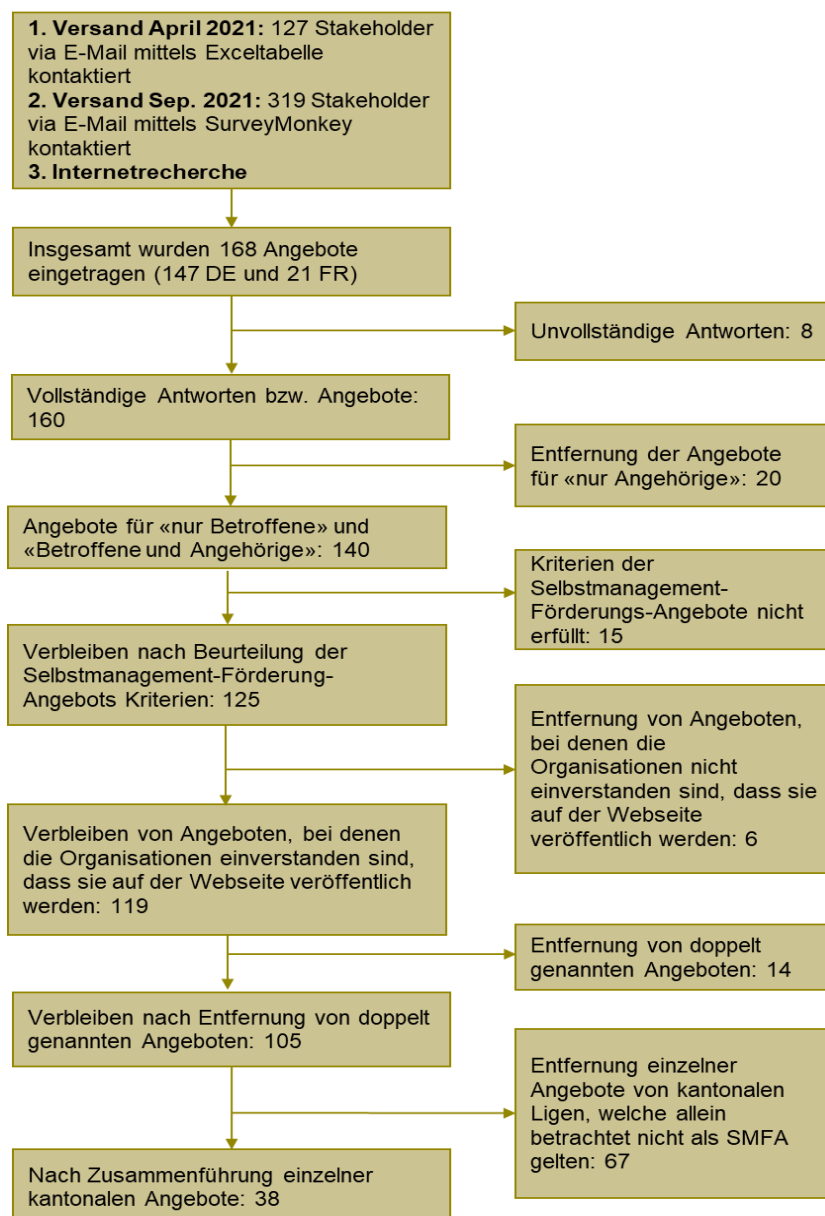 1. Versand April 2021: 127 Stakeholder
via E-Mail mittels Exceltabelle
kontaktiert
2. Versand Sep. 2021: 319 Stakeholder
via E-Mail mittels SurveyMonkey
kontaktiert
3. Internetrecherche
Insgesamt wurden 168 Angebote
eingetragen (147 DE und 21 FR)
Unvollständige Antworten: 8
Vollständige Antworten bzw. Angebote:
160
Entfernung der Angebote
für «nur Angehörige»: 20
Angebote für «nur Betroffene» und
«Betroffene und Angehörige»: 140
Kriterien der
Selbstmanagement-
Förderungs-Angebote nicht
erfüllt: 15
Verbleiben nach Beurteilung der
Selbstmanagement-Förderung-
Angebots Kriterien: 125
Entfernung von Angeboten,
bei denen die
Organisationen nicht
einverstanden sind, dass sie
auf der Webseite
veröffentlich werden: 6
Verbleiben von Angeboten, bei denen
die Organisationen einverstanden sind,
dass sie auf der Webseite veröffentlich
werden: 119
Entfernung von doppelt
genannten Angeboten: 14
Verbleiben nach Entfernung von doppelt
genannten Angeboten: 105
Entfernung einzelner
Angebote von kantonalen
Ligen, welche allein
betrachtet nicht als SMFA
gelten: 67
Nach Zusammenführung einzelner
kantonalen Angebote: 38